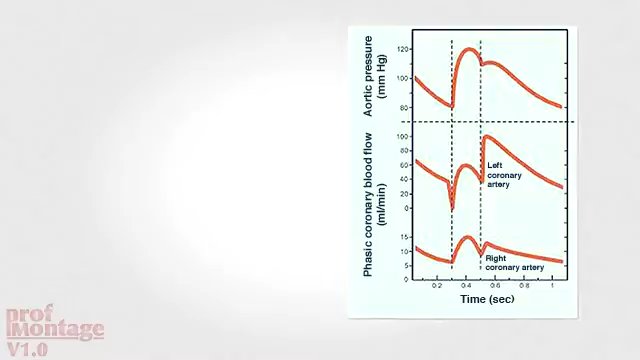 Aortic pressure
(mm Hg)
120
100
80
Phasic coronary blood flow
(ml/min)
100
80
60
40
20
0
Left
coronary
artery
15
10
5
0
Right
coronary artery
0·2
0·4
0·6
0·8
1
Time (sec)
prof
Montage
V1.0